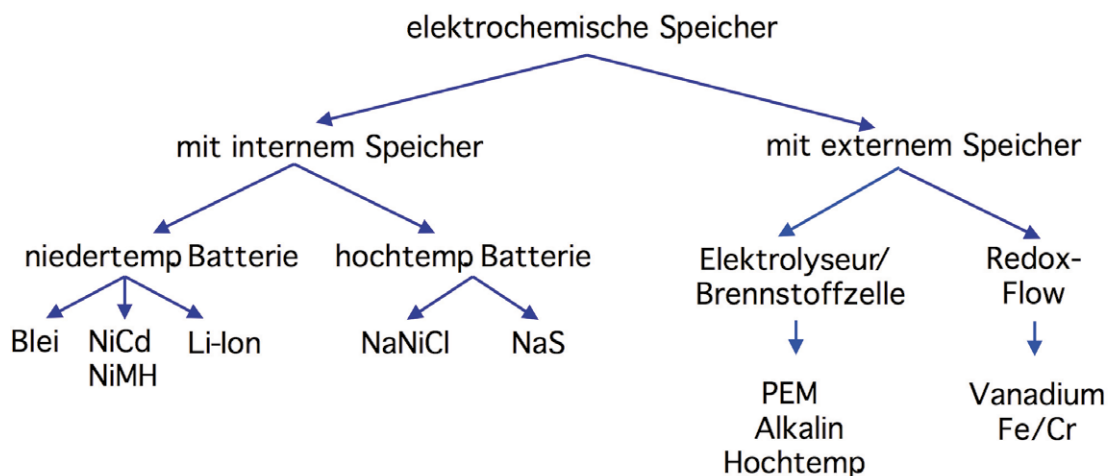 elektrochemische Speicher
mit internem Speicher
mit externem Speicher
niedertemp Batterie
hochtemp Batterie
Elektrolyseur/
Brennstoffzelle
Redox-
Flow
Blei
NiCd
NiMH
Li-Ion
NaNiCl
NaS
PEM
Alkalin
Hochtemp
Vanadium
Fe/Cr